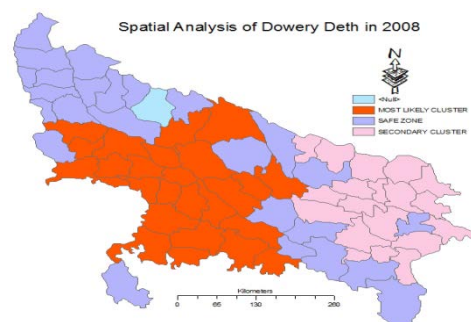 Spatial Analysis of Dowery Deth in 2008
N
<Null>
MOST LIKELY CLUSTER
SAFE ZONE
SECONDARY CLUSTER
Kilometers
0 65 130 260